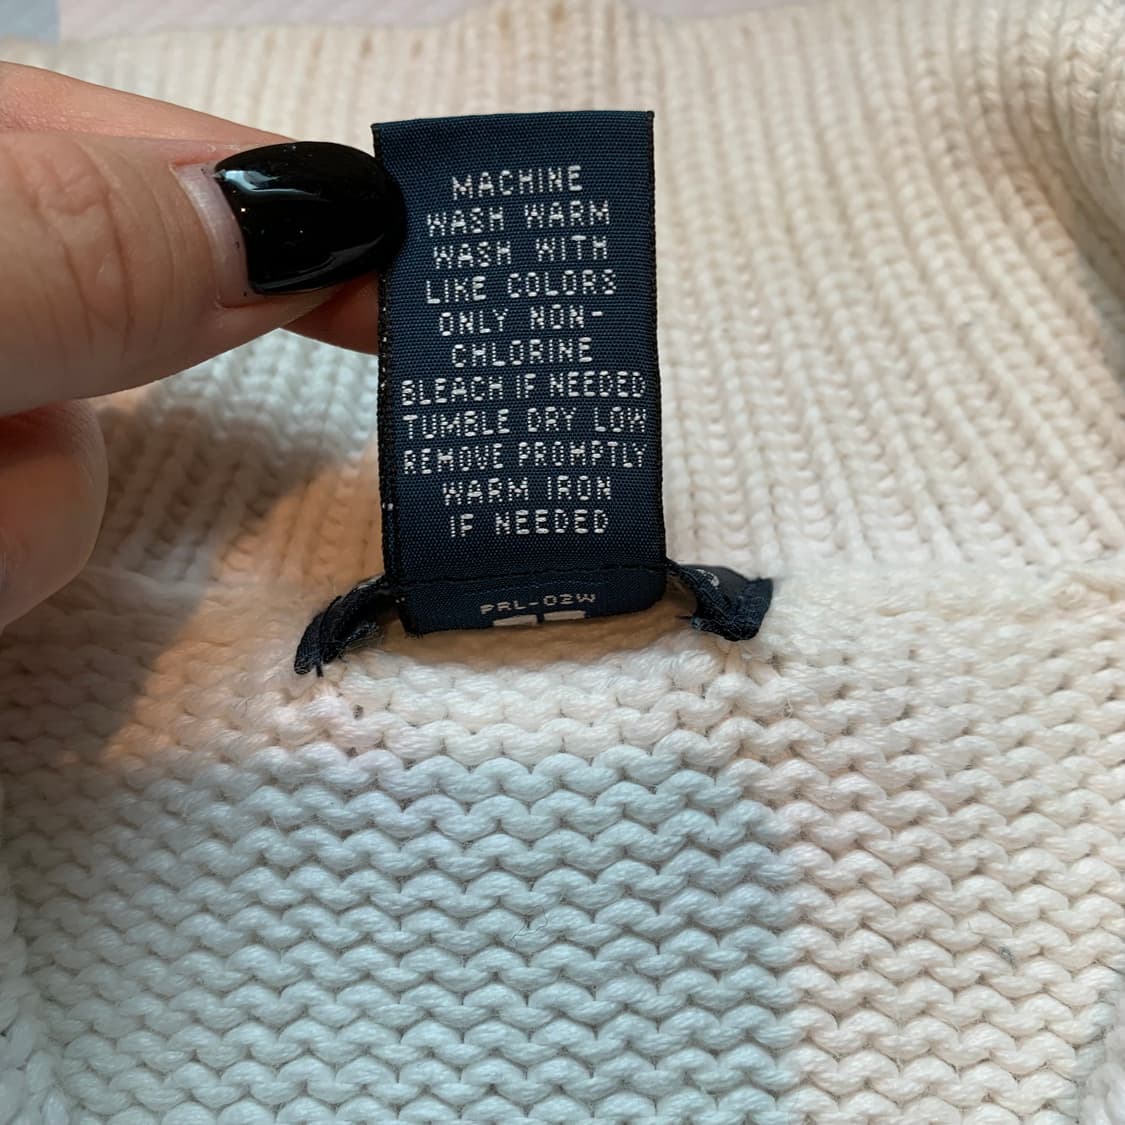 MACHINE
WASH WARM
WASH WITH
LIKE COLORS
ONLY NON-
CHLORINE
BLEACH IF NEEDED
TUMBLE DRY LOW
REMOVE PROMPTLY
WARM IRON
IF NEEDED
PRL-02W